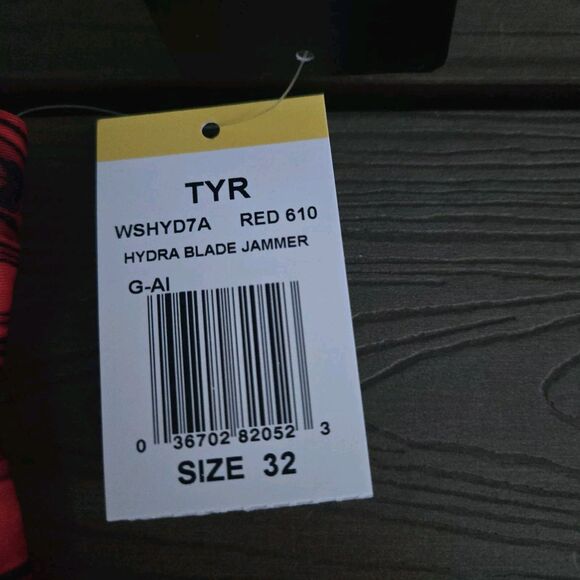 TYR
WSHYD7A RED 610
HYDRA BLADE JAMMER
G-AI
0 36702 82052 3
SIZE 32